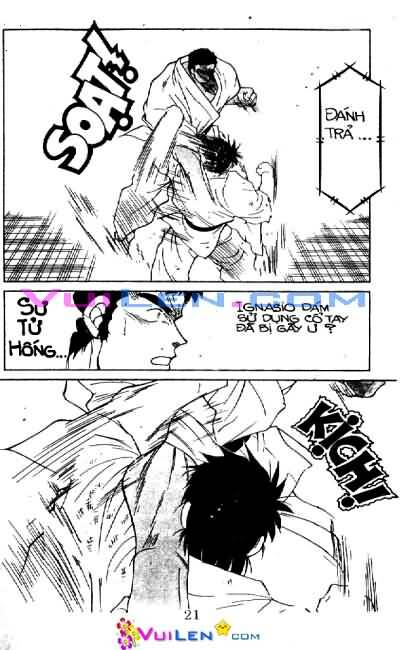 SOẠT!
ĐÁNH
TRẢ ...
SƯ
TỬ
HỐNG...
IGNASIO DÁM
SỬ DỤNG CỔ TAY
ĐÃ BỊ GÃY Ư ?
VUILEN.COM
KỊCH!
21
VUILEN.COM